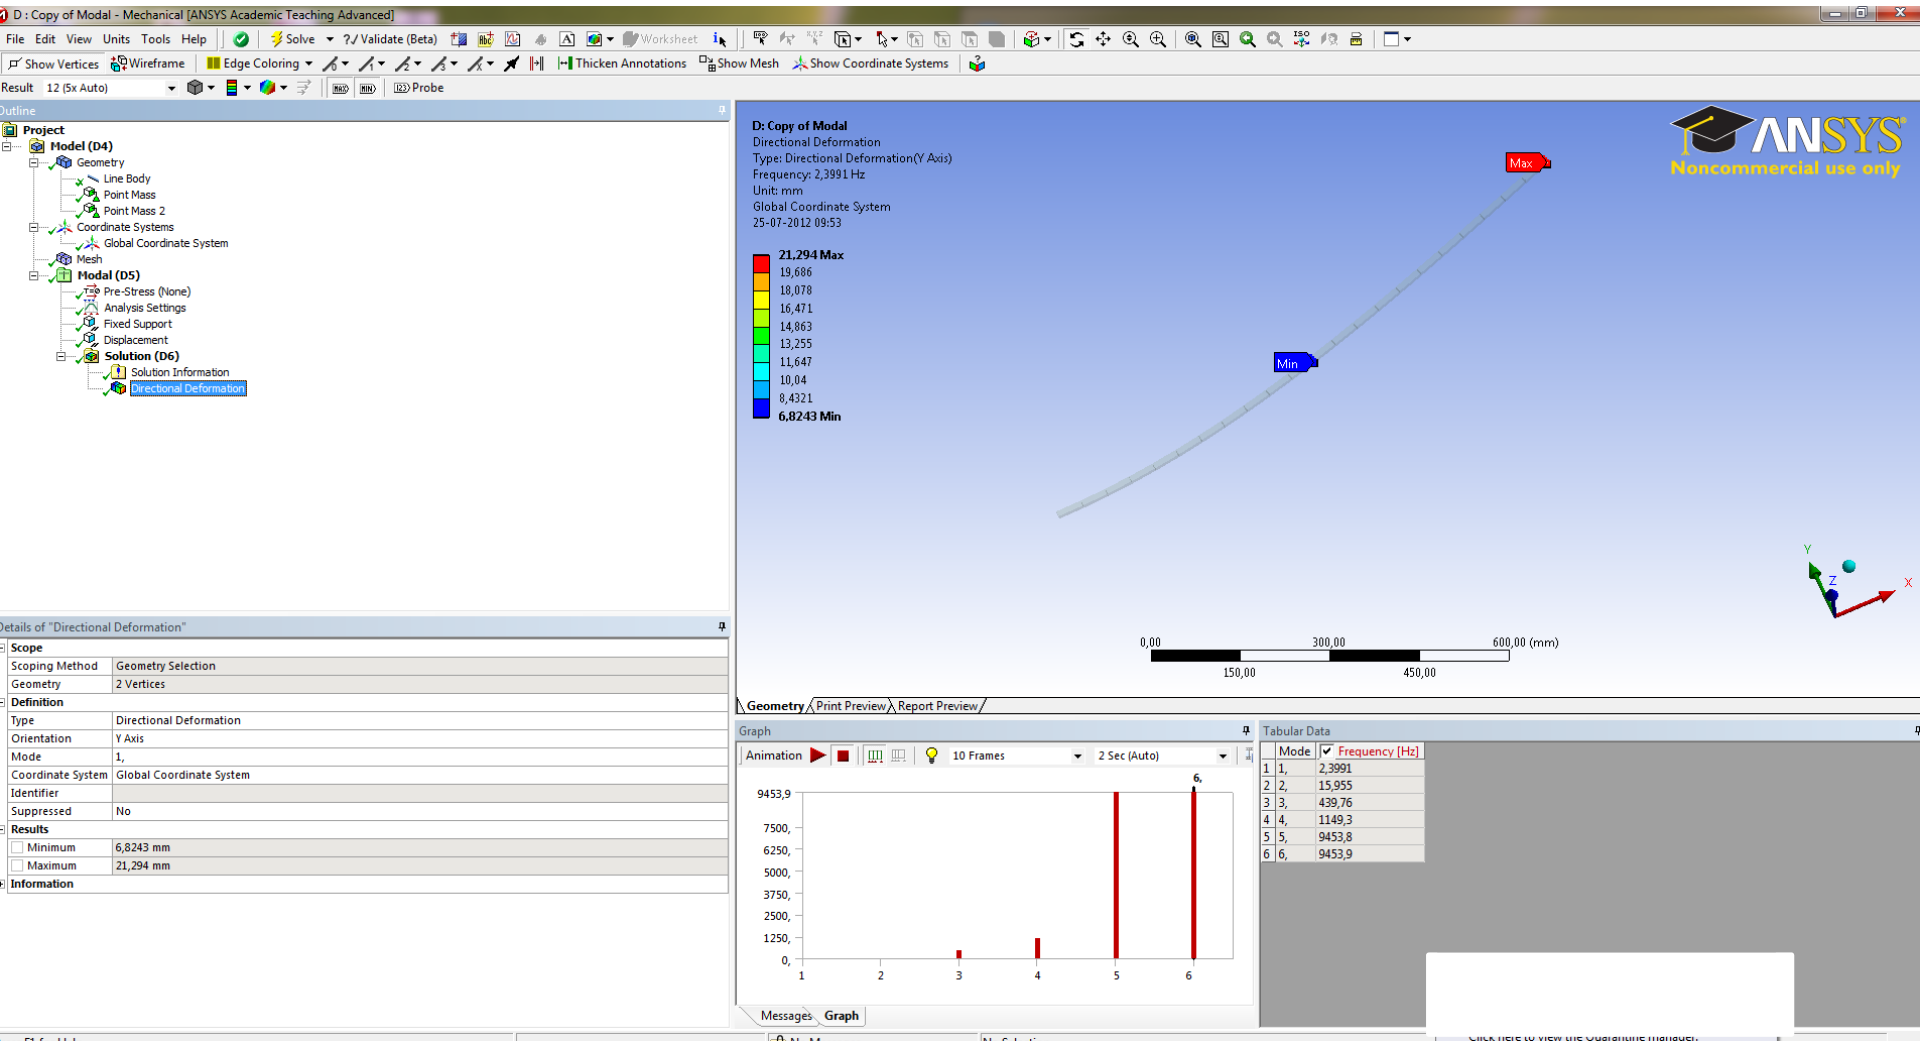 D : Copy of Modal - Mechanical [ANSYS Academic Teaching Advanced]
File Edit View Units Tools Help Solve ?✓ Validate (Beta) Worksheet
Show Vertices Wireframe Edge Coloring Thicken Annotations Show Mesh Show Coordinate Systems
Result 12 (5x Auto) MAX MIN Probe
Outline
Project
Model (D4)
Geometry
Line Body
Point Mass
Point Mass 2
Coordinate Systems
Global Coordinate System
Mesh
Modal (D5)
Pre-Stress (None)
Analysis Settings
Fixed Support
Displacement
Solution (D6)
Solution Information
Directional Deformation
Details of "Directional Deformation"
Scope
Scoping Method Geometry Selection
Geometry 2 Vertices
Definition
Type Directional Deformation
Orientation Y Axis
Mode 1,
Coordinate System Global Coordinate System
Identifier
Suppressed No
Results
Minimum 6,8243 mm
Maximum 21,294 mm
Information
D: Copy of Modal
Directional Deformation
Type: Directional Deformation(Y Axis)
Frequency: 2,3991 Hz
Unit: mm
Global Coordinate System
25-07-2012 09:53
21,294 Max
19,686
18,078
16,471
14,863
13,255
11,647
10,04
8,4321
6,8243 Min
Max
Min
ANSYS
Noncommercial use only
Y
Z
X
0,00 300,00 600,00 (mm)
150,00 450,00
Geometry Print Preview Report Preview
Graph
Animation 10 Frames 2 Sec (Auto)
6,
9453,9
7500,
6250,
5000,
3750,
2500,
1250,
0,
1 2 3 4 5 6
Messages Graph
Tabular Data
Mode Frequency [Hz]
1 1, 2,3991
2 2, 15,955
3 3, 439,76
4 4, 1149,3
5 5, 9453,8
6 6, 9453,9
Click here to view the Quarantine manager.